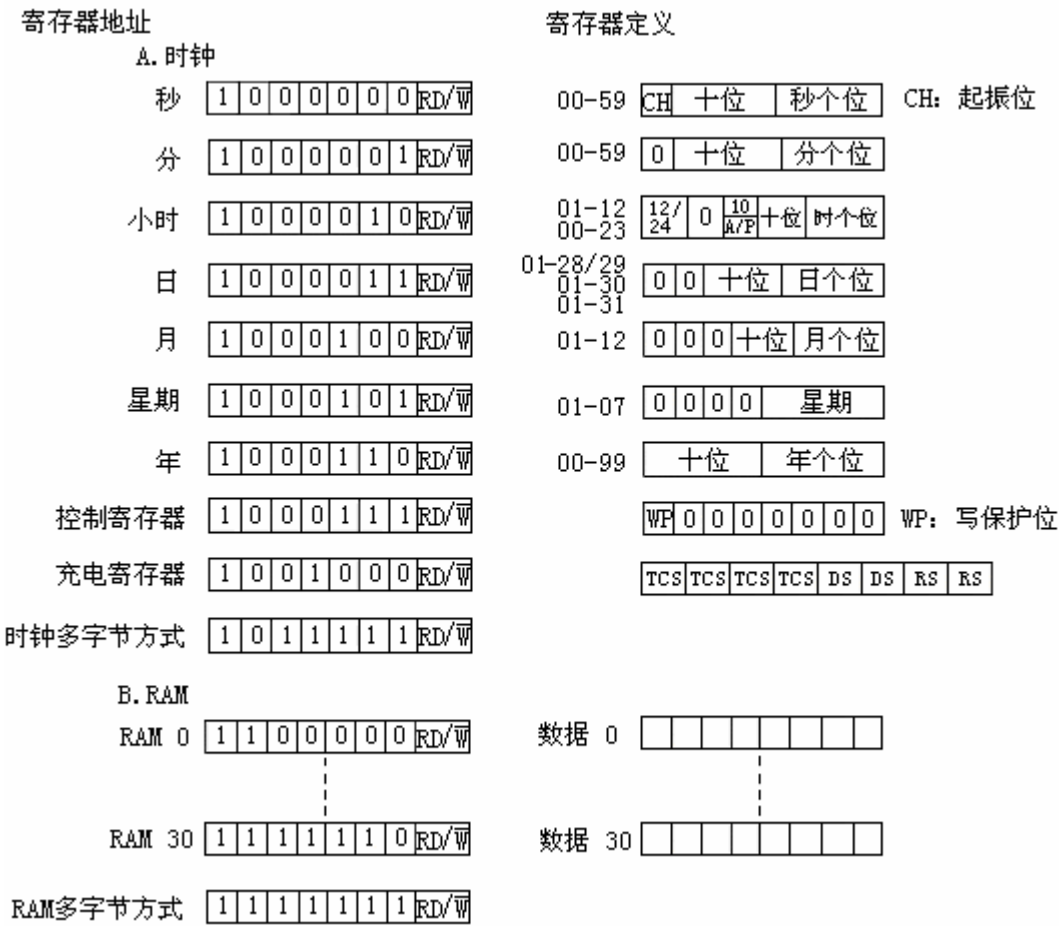 寄存器地址 寄存器定义
A.时钟
秒 1 0 0 0 0 0 0 RD/W̅ 00-59 CH 十位 秒个位 CH：起振位
分 1 0 0 0 0 0 1 RD/W̅ 00-59 0 十位 分个位
小时 1 0 0 0 0 1 0 RD/W̅ 01-12 00-23 12/24 0 10 A/P 十位 时个位
日 1 0 0 0 0 1 1 RD/W̅ 01-28/29 01-30 01-31 0 0 十位 日个位
月 1 0 0 0 1 0 0 RD/W̅ 01-12 0 0 0 十位 月个位
星期 1 0 0 0 1 0 1 RD/W̅ 01-07 0 0 0 0 星期
年 1 0 0 0 1 1 0 RD/W̅ 00-99 十位 年个位
控制寄存器 1 0 0 0 1 1 1 RD/W̅ WP 0 0 0 0 0 0 0 WP：写保护位
充电寄存器 1 0 0 1 0 0 0 RD/W̅ TCS TCS TCS TCS DS DS RS RS
时钟多字节方式 1 0 1 1 1 1 1 RD/W̅
B.RAM
RAM 0 1 1 0 0 0 0 0 RD/W̅ 数据 0
RAM 30 1 1 1 1 1 1 0 RD/W̅ 数据 30
RAM多字节方式 1 1 1 1 1 1 1 RD/W̅